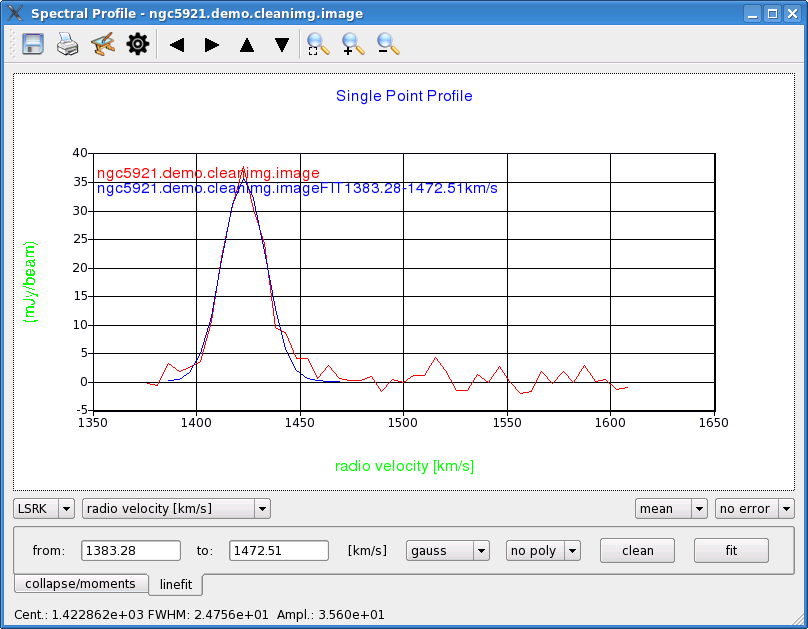 Spectral Profile - ngc5921.demo.cleanimg.image
Single Point Profile
40
35
30
25
20
15
10
5
0
-5
ngc5921.demo.cleanimg.image
ngc5921.demo.cleanimg.imageFIT1383.28-1472.51km/s
(mJy/beam)
1350 1400 1450 1500 1550 1600 1650
radio velocity [km/s]
LSRK radio velocity [km/s] mean no error
from: 1383.28 to: 1472.51 [km/s] gauss no poly clean fit
collapse/moments linefit
Cent.: 1.422862e+03 FWHM: 2.4756e+01 Ampl.: 3.560e+01